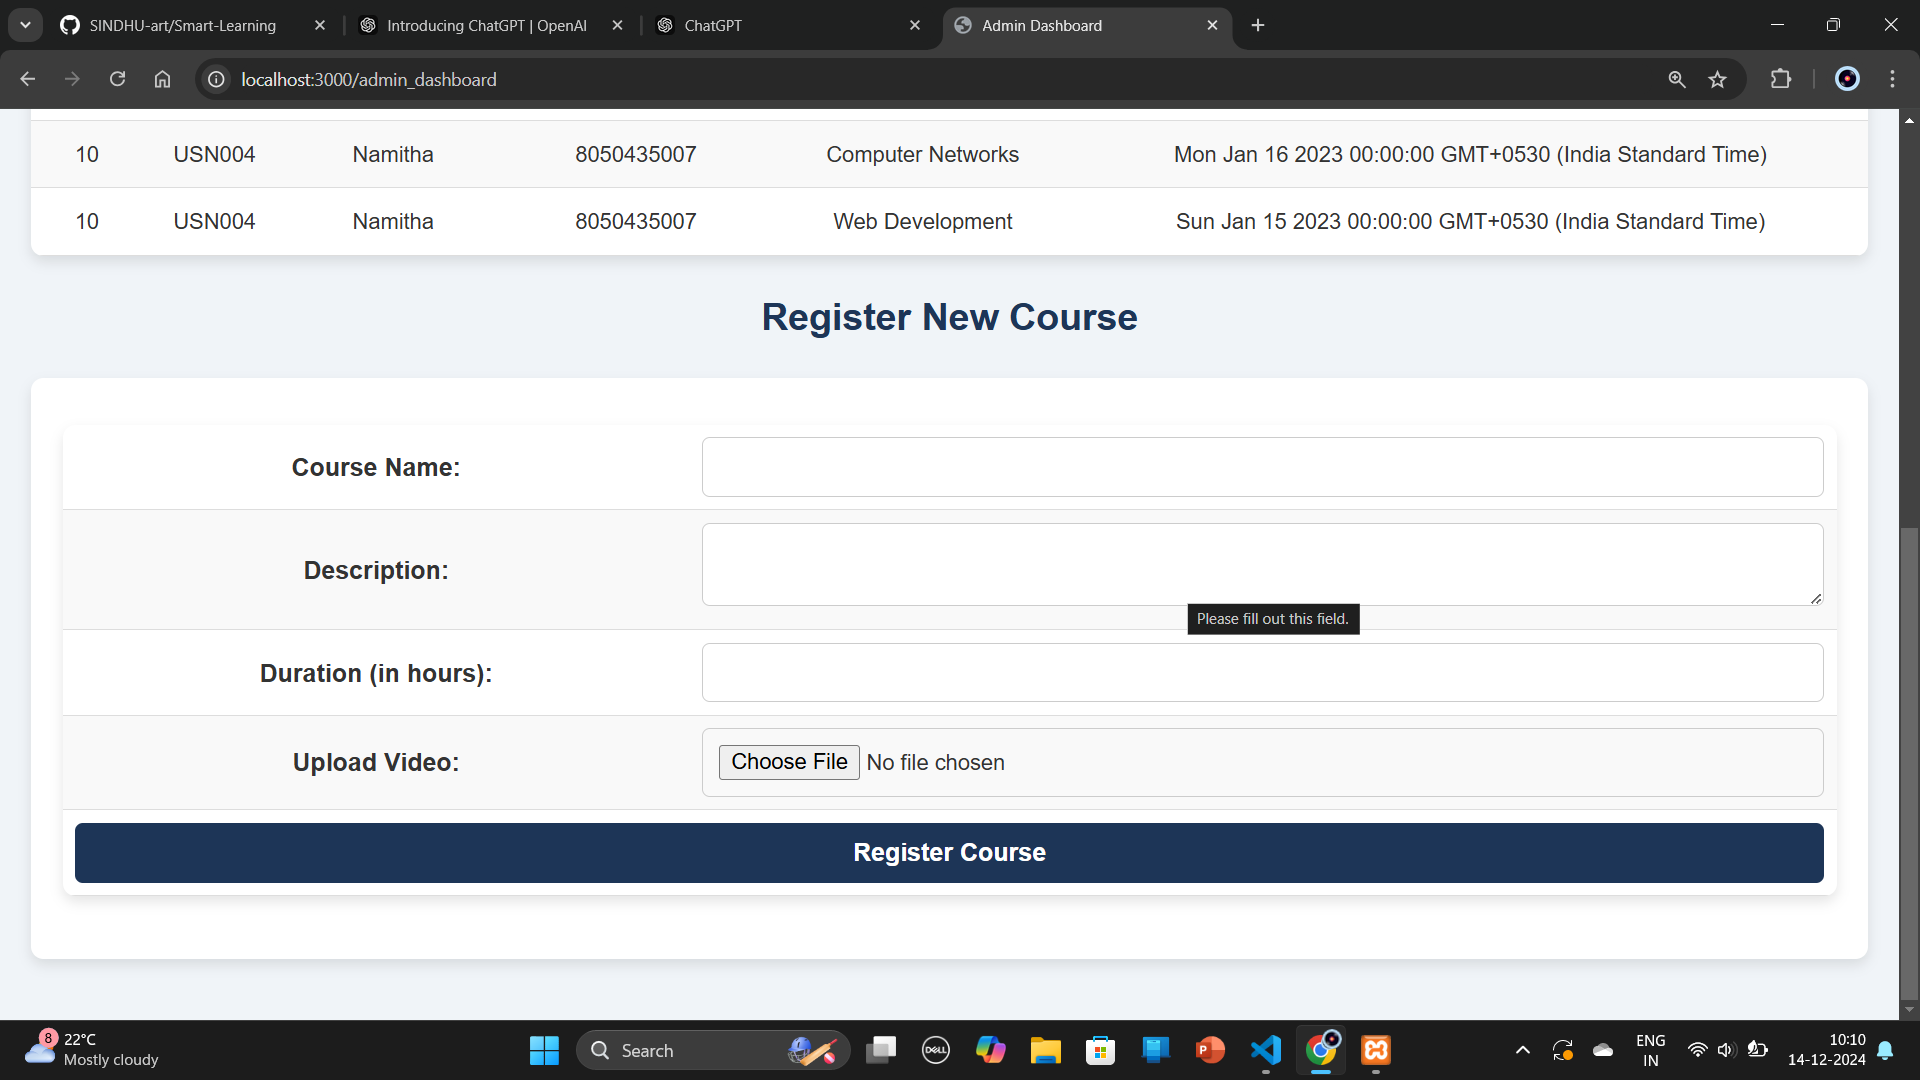 SINDHU-art/Smart-Learning
Introducing ChatGPT | OpenAI
ChatGPT
Admin Dashboard
localhost:3000/admin_dashboard
10 USN004 Namitha 8050435007 Computer Networks Mon Jan 16 2023 00:00:00 GMT+0530 (India Standard Time)
10 USN004 Namitha 8050435007 Web Development Sun Jan 15 2023 00:00:00 GMT+0530 (India Standard Time)
Register New Course
Course Name:
Description:
Please fill out this field.
Duration (in hours):
Upload Video: Choose File No file chosen
Register Course
8
22°C
Mostly cloudy
Search
DELL
P
ENG
IN
10:10
14-12-2024